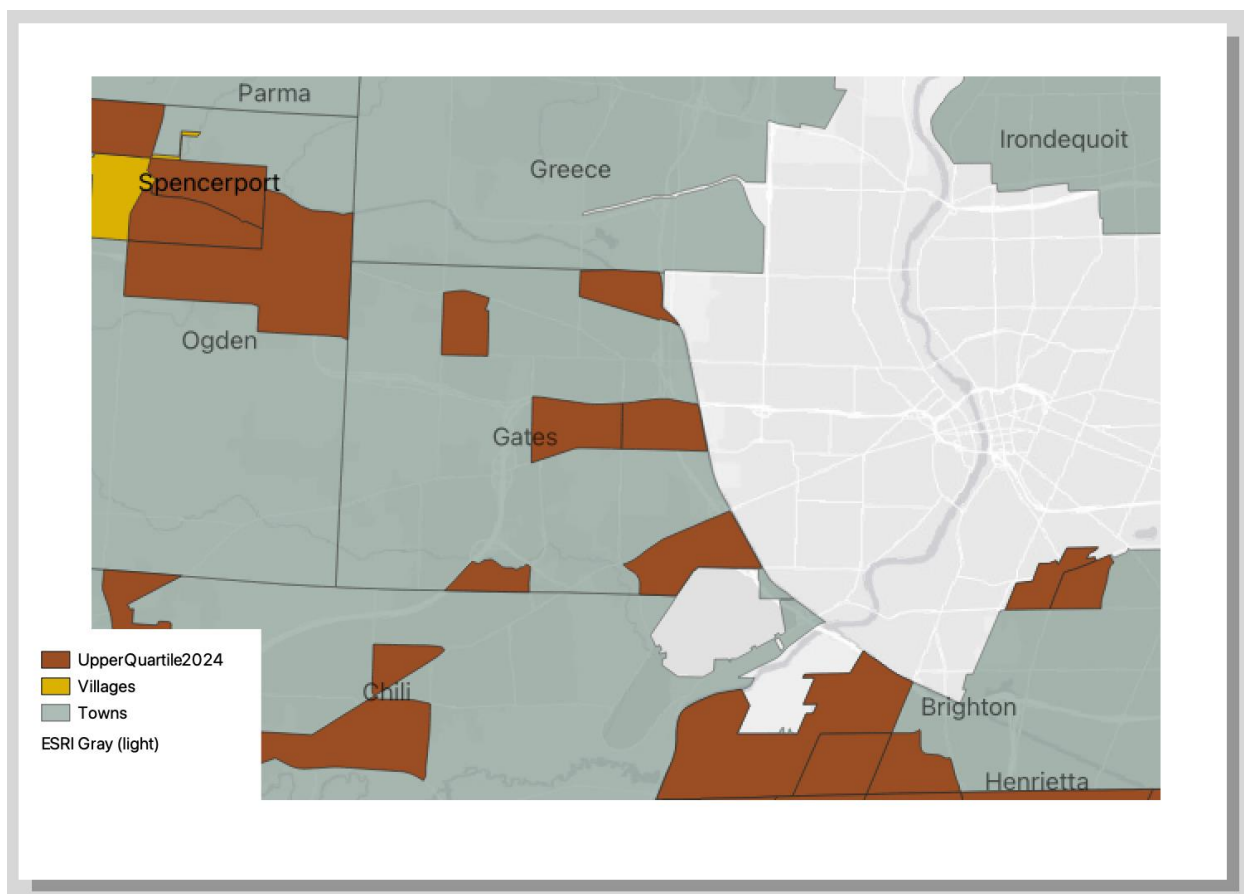 Parma
Irondequoit
Greece
Spencerport
Ogden
Gates
UpperQuartile2024
Villages
Towns
ESRI Gray (light)
Chili
Brighton
Henrietta